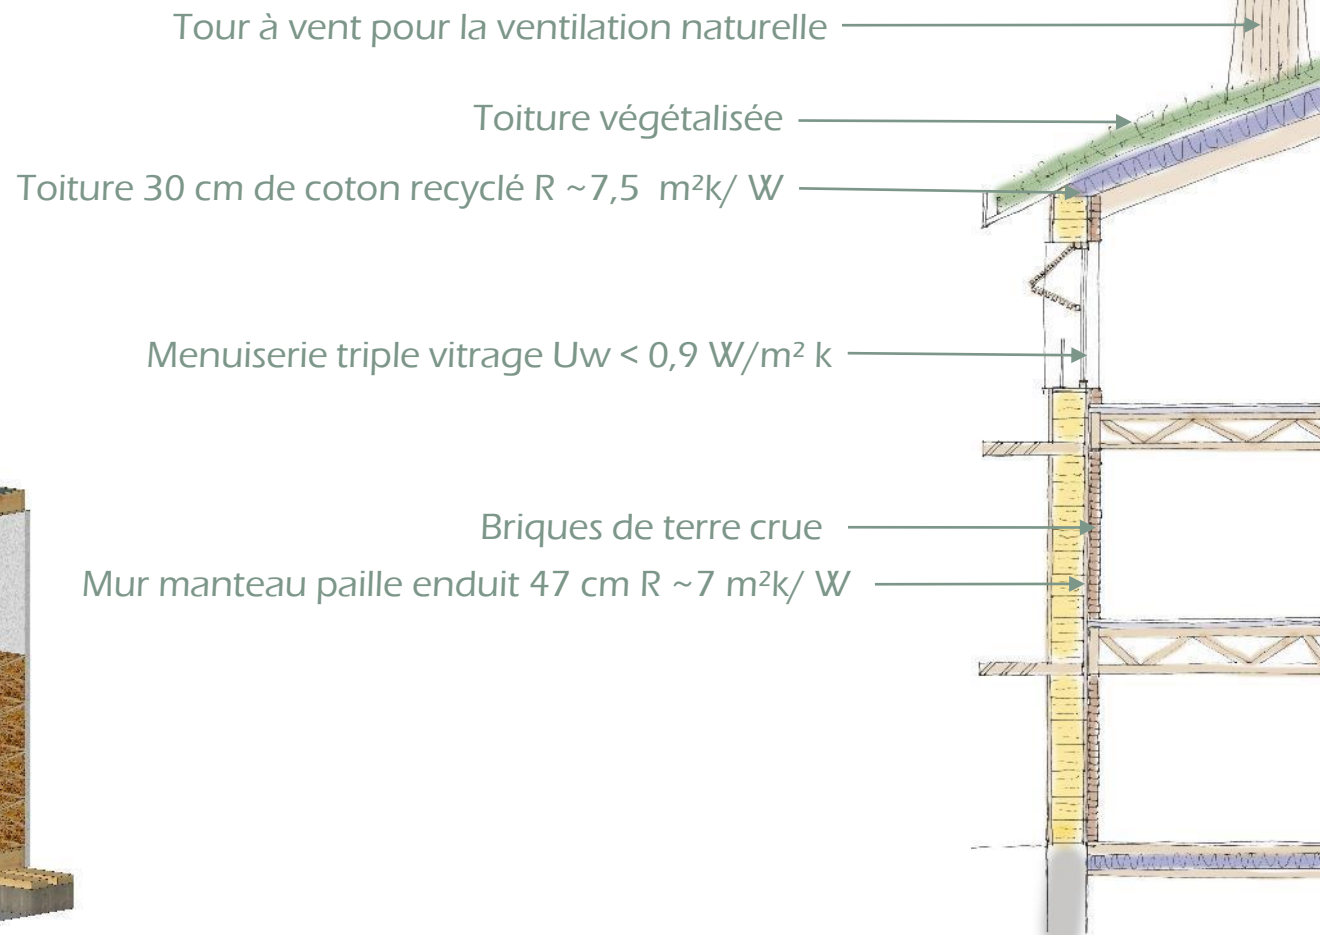 Tour à vent pour la ventilation naturelle
Toiture végétalisée
Toiture 30 cm de coton recyclé R ~7,5 m²k/ W
Menuiserie triple vitrage Uw < 0,9 W/m² k
Briques de terre crue
Mur manteau paille enduit 47 cm R ~7 m²k/ W